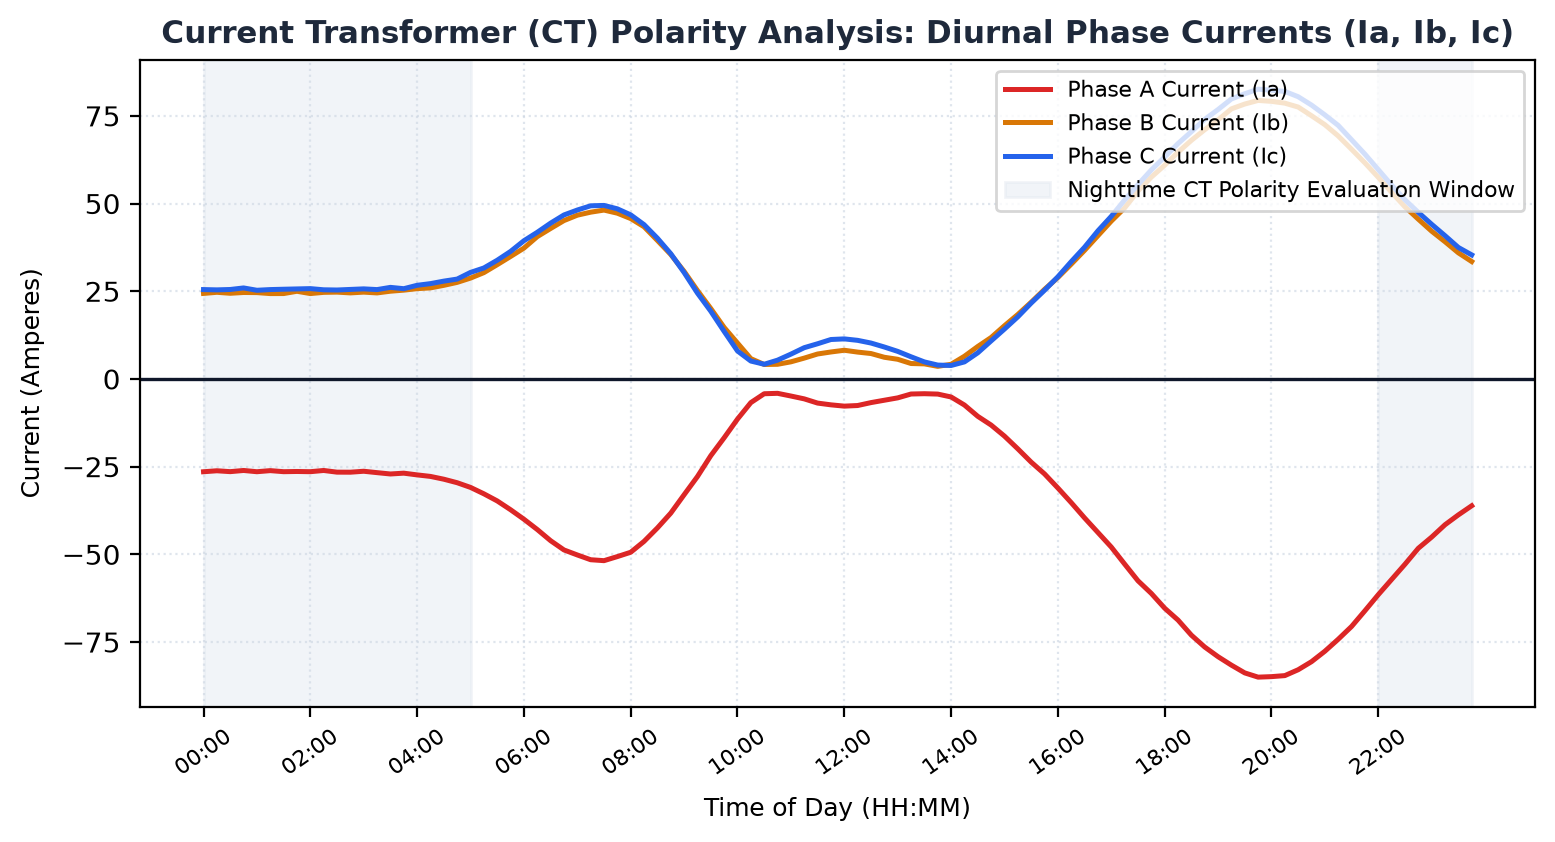 Current Transformer (CT) Polarity Analysis: Diurnal Phase Currents (Ia, Ib, Ic)
Phase A Current (Ia)
Phase B Current (Ib)
Phase C Current (Ic)
Nighttime CT Polarity Evaluation Window
Current (Amperes)
75
50
25
0
−25
−50
−75
00:00
02:00
04:00
06:00
08:00
10:00
12:00
14:00
16:00
18:00
20:00
22:00
Time of Day (HH:MM)